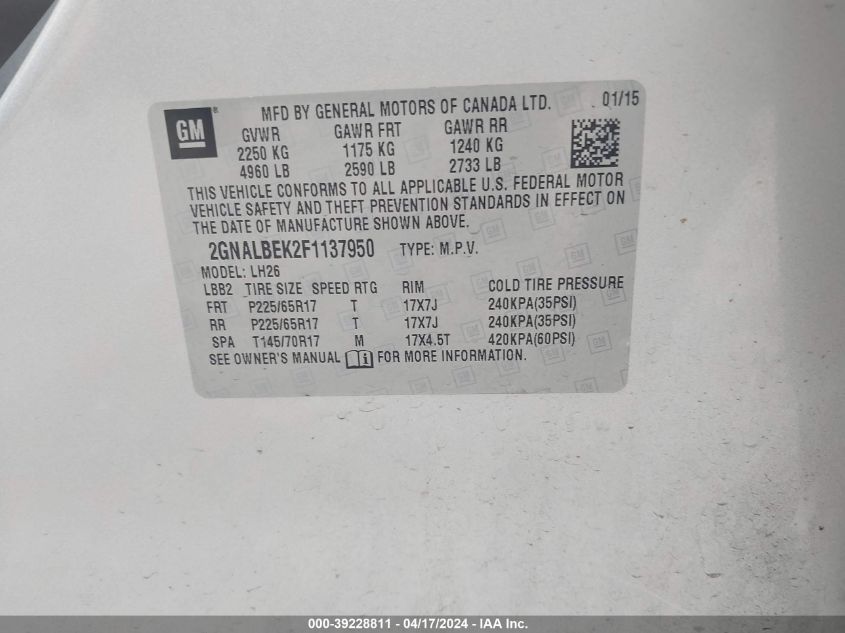 GM ® MFD BY GENERAL MOTORS OF CANADA LTD. 01/15
GVWR GAWR FRT GAWR RR
2250 KG 1175 KG 1240 KG
4960 LB 2590 LB 2733 LB
THIS VEHICLE CONFORMS TO ALL APPLICABLE U.S. FEDERAL MOTOR
VEHICLE SAFETY AND THEFT PREVENTION STANDARDS IN EFFECT ON
THE DATE OF MANUFACTURE SHOWN ABOVE.
2GNALBEK2F1137950 TYPE: M.P.V.
MODEL: LH26
LBB2 TIRE SIZE SPEED RTG RIM COLD TIRE PRESSURE
FRT P225/65R17 T 17X7J 240KPA(35PSI)
RR P225/65R17 T 17X7J 240KPA(35PSI)
SPA T145/70R17 M 17X4.5T 420KPA(60PSI)
SEE OWNER'S MANUAL FOR MORE INFORMATION.
000-39228811 - 04/17/2024 - IAA Inc.